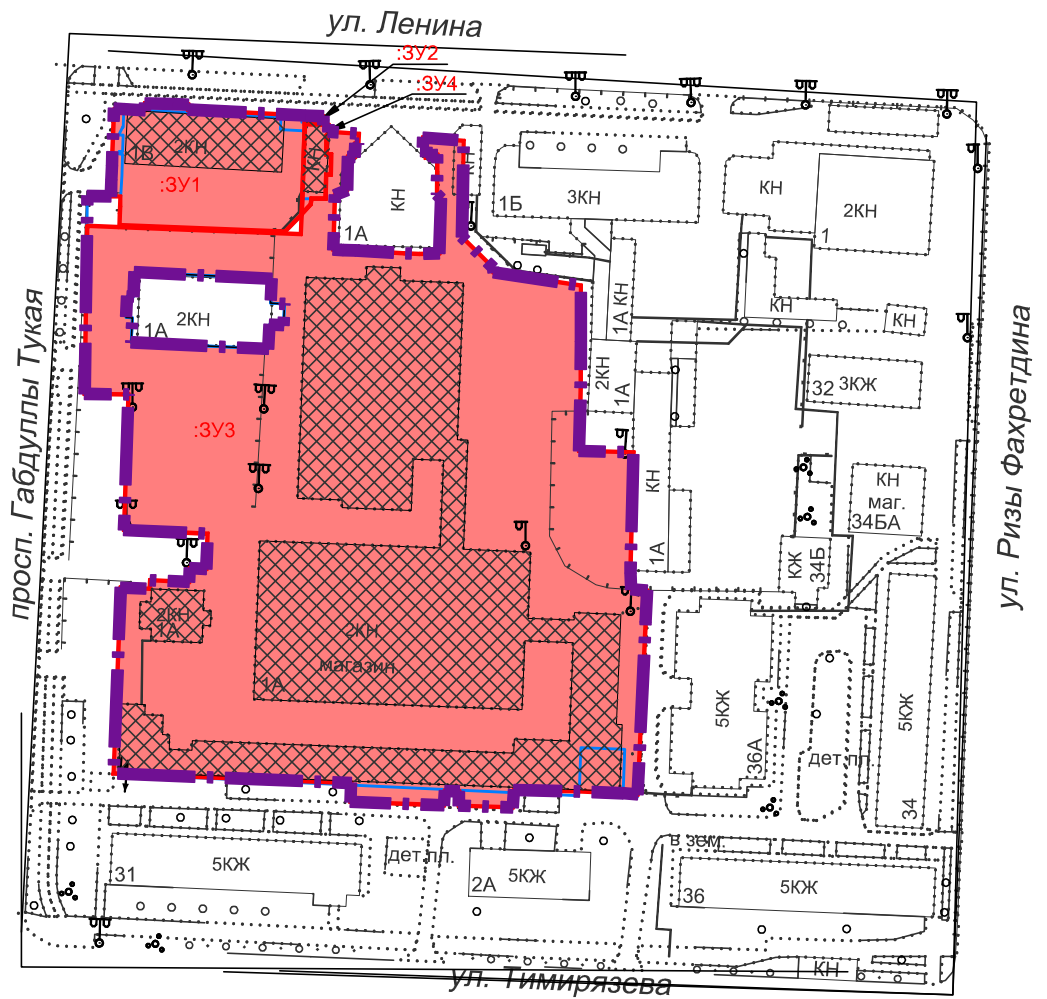 ул. Ленина
:ЗУ2
:ЗУ4
2КН
1В
КН
:ЗУ1
КН
1А
КН
1Б
3КН
КН
2КН
1
2КН
1А
КН
1А
КН
КН
2КН
1А
3КЖ
32
:ЗУ3
просп. Габдуллы Тукая
ул. Ризы Фахретдина
КН
1А
КН
маг.
34БА
КЖ
34Б
2КН
1А
2КН
магазин
1А
5КЖ
36А
дет.пл.
5КЖ
34
в зем.
дет.пл.
5КЖ
31
5КЖ
2А
5КЖ
36
КН
ул. Тимирязева